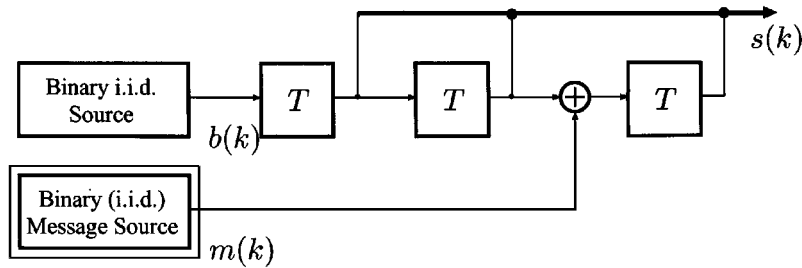 s(k)
Binary i.i.d.
Source
T
T
T
b(k)
Binary (i.i.d.)
Message Source
m(k)